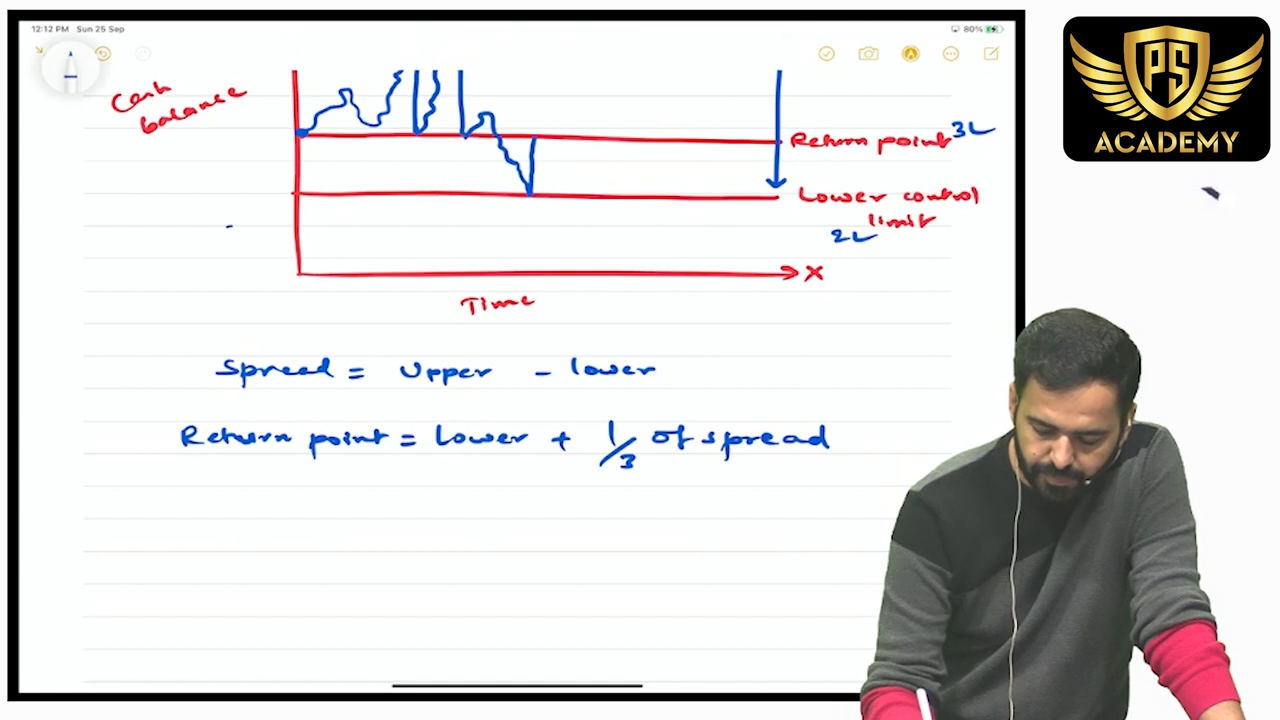 12:12 PM Sun 25 Sep
80%
PS
ACADEMY
Cash
balance
Return point 3L
Lower control
limit
2L
X
Time
Spread = Upper - lower
Return point = Lower + 1/3 of spread